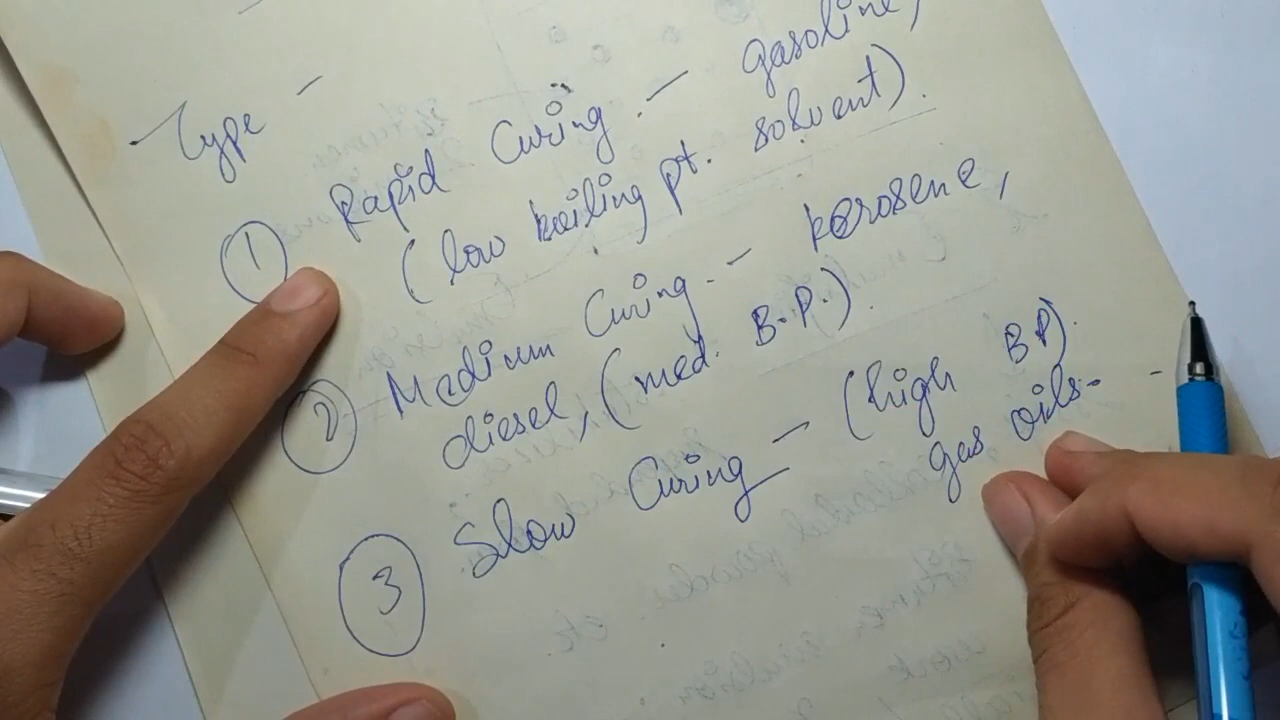 Type -
① Rapid Curing - gasoline,
(low boiling pt. solvent).
② Medium Curing - kerosene,
diesel, (med. B.P.).
③ Slow Curing - (high BP).
gas oils-